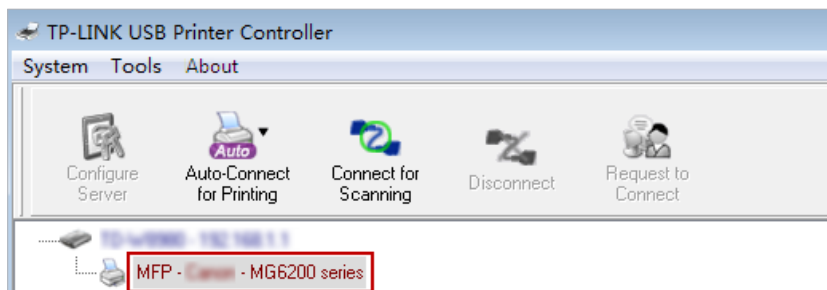 TP-LINK USB Printer Controller
System Tools About
Auto
Configure Server
Auto-Connect for Printing
Connect for Scanning
Disconnect
Request to Connect
MFP - - MG6200 series